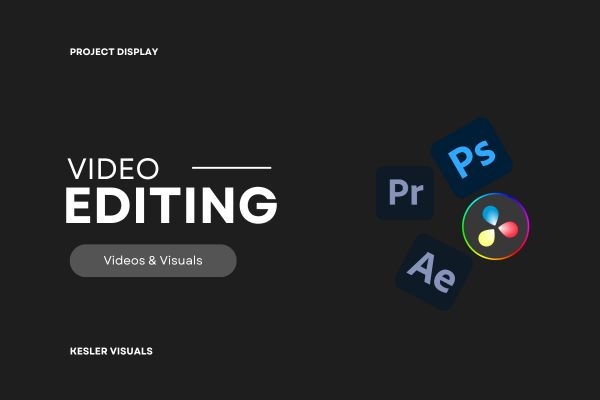 PROJECT DISPLAY
VIDEO
EDITING
Videos & Visuals
Ps
Pr
Ae
KESLER VISUALS